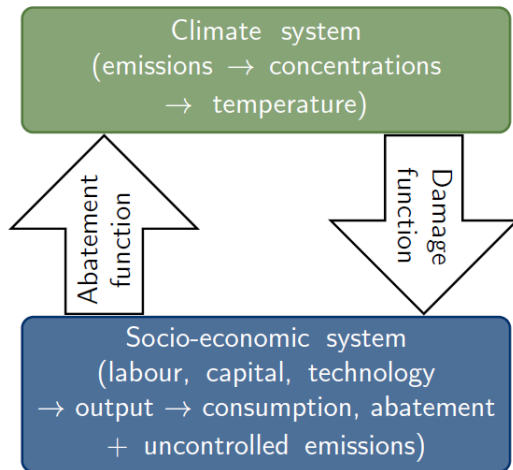 Climate system
(emissions → concentrations
→ temperature)
Abatement
function
Damage
function
Socio-economic system
(labour, capital, technology
→ output → consumption, abatement
+ uncontrolled emissions)